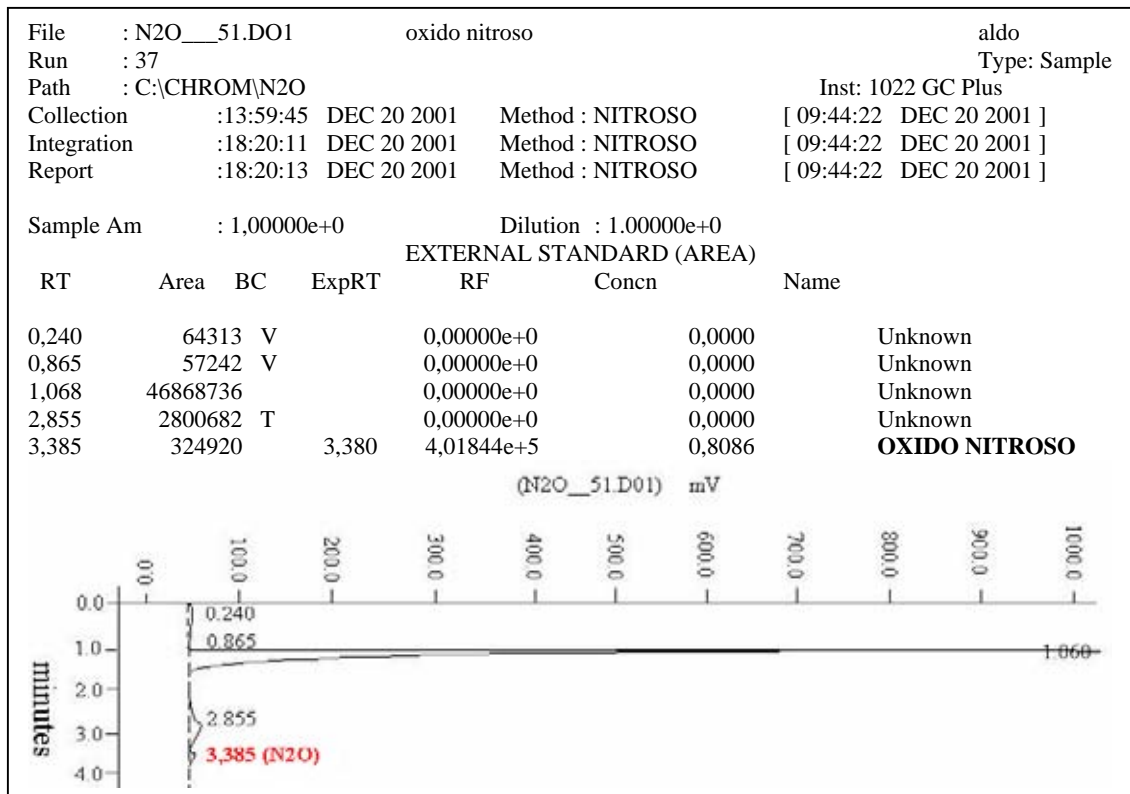 File : N2O___51.DO1 oxido nitroso aldo
Run : 37 Type: Sample
Path : C:\CHROM\N2O Inst: 1022 GC Plus
Collection :13:59:45 DEC 20 2001 Method : NITROSO [ 09:44:22 DEC 20 2001 ]
Integration :18:20:11 DEC 20 2001 Method : NITROSO [ 09:44:22 DEC 20 2001 ]
Report :18:20:13 DEC 20 2001 Method : NITROSO [ 09:44:22 DEC 20 2001 ]
Sample Am : 1,00000e+0 Dilution : 1.00000e+0
EXTERNAL STANDARD (AREA)
RT Area BC ExpRT RF Concn Name
0,240 64313 V 0,00000e+0 0,0000 Unknown
0,865 57242 V 0,00000e+0 0,0000 Unknown
1,068 46868736 0,00000e+0 0,0000 Unknown
2,855 2800682 T 0,00000e+0 0,0000 Unknown
3,385 324920 3,380 4,01844e+5 0,8086 OXIDO NITROSO
(N2O__51.D01) mV
0.0 100.0 200.0 300.0 400.0 500.0 600.0 700.0 800.0 900.0 1000.0
0.0
0.240
0.865
1.0
1.060
2.0
2.855
3.0
3,385 (N2O)
4.0
minutes